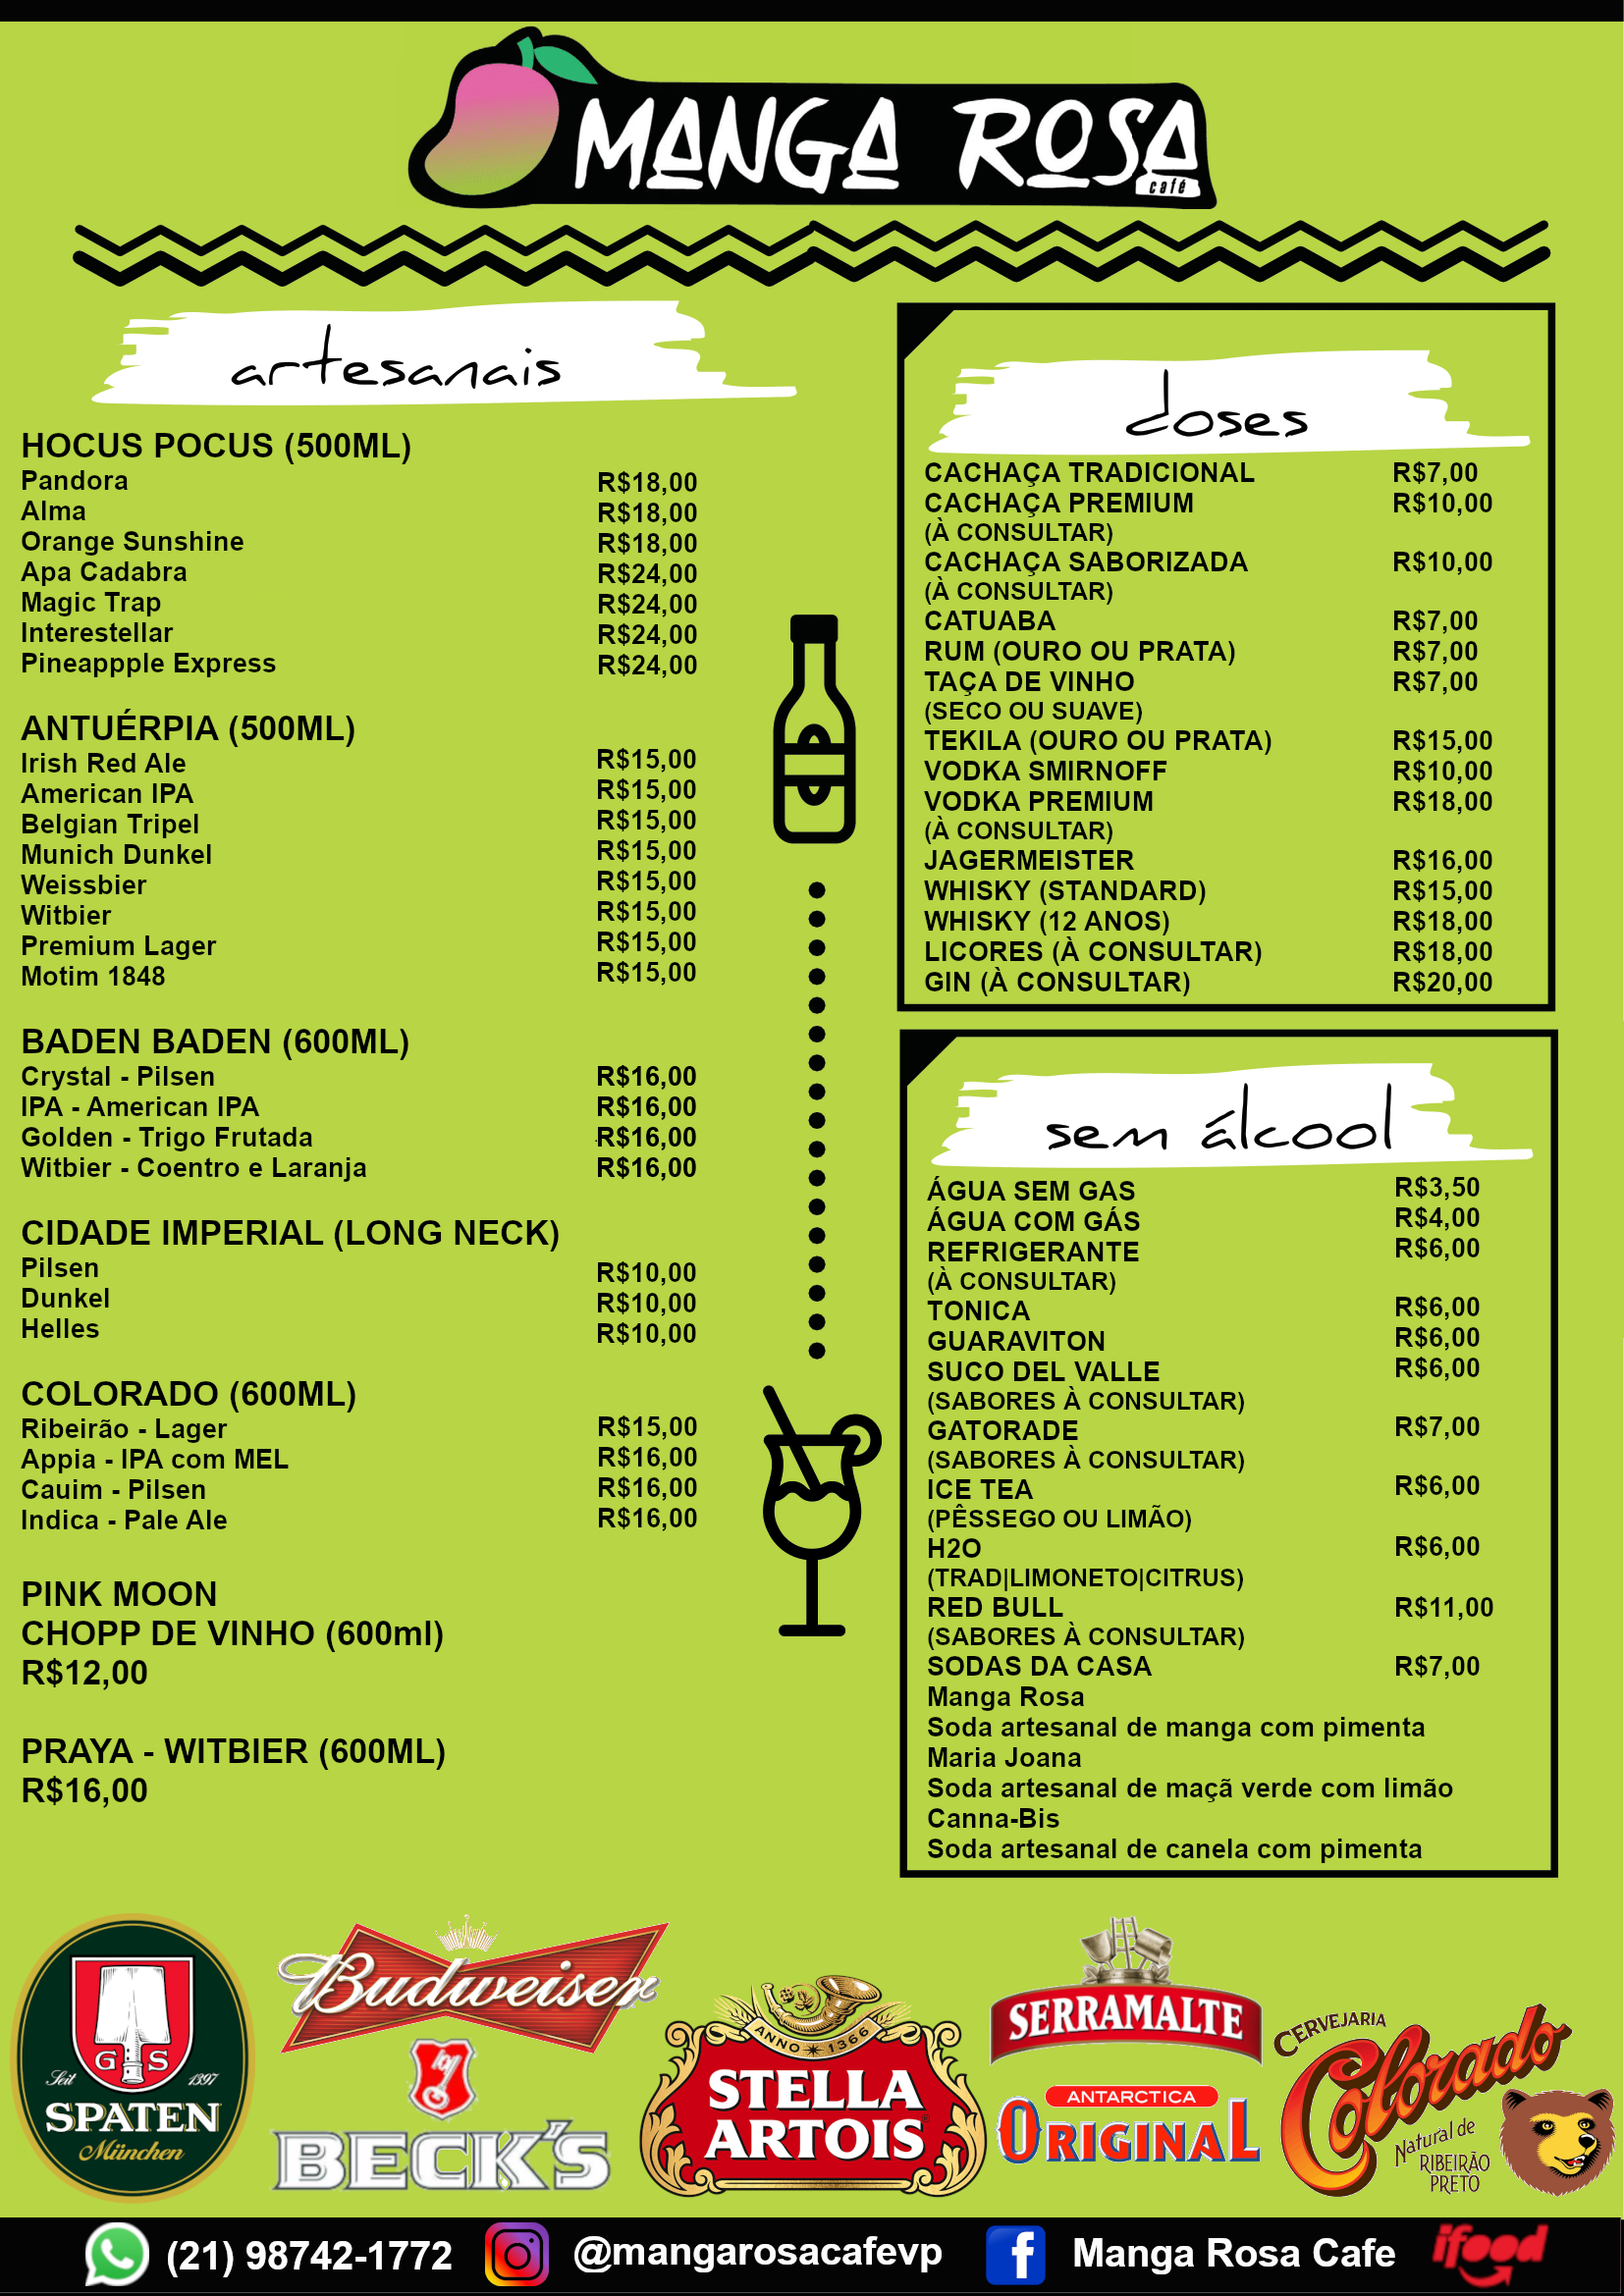 MANGA ROSA
café
artesanais
HOCUS POCUS (500ML)
Pandora R$18,00
Alma R$18,00
Orange Sunshine R$18,00
Apa Cadabra R$24,00
Magic Trap R$24,00
Interestellar R$24,00
Pineappple Express R$24,00
ANTUÉRPIA (500ML)
Irish Red Ale R$15,00
American IPA R$15,00
Belgian Tripel R$15,00
Munich Dunkel R$15,00
Weissbier R$15,00
Witbier R$15,00
Premium Lager R$15,00
Motim 1848 R$15,00
BADEN BADEN (600ML)
Crystal - Pilsen R$16,00
IPA - American IPA R$16,00
Golden - Trigo Frutada R$16,00
Witbier - Coentro e Laranja R$16,00
CIDADE IMPERIAL (LONG NECK)
Pilsen R$10,00
Dunkel R$10,00
Helles R$10,00
COLORADO (600ML)
Ribeirão - Lager R$15,00
Appia - IPA com MEL R$16,00
Cauim - Pilsen R$16,00
Indica - Pale Ale R$16,00
PINK MOON
CHOPP DE VINHO (600ml)
R$12,00
PRAYA - WITBIER (600ML)
R$16,00
doses
CACHAÇA TRADICIONAL R$7,00
CACHAÇA PREMIUM R$10,00
(À CONSULTAR)
CACHAÇA SABORIZADA R$10,00
(À CONSULTAR)
CATUABA R$7,00
RUM (OURO OU PRATA) R$7,00
TAÇA DE VINHO R$7,00
(SECO OU SUAVE)
TEKILA (OURO OU PRATA) R$15,00
VODKA SMIRNOFF R$10,00
VODKA PREMIUM R$18,00
(À CONSULTAR)
JAGERMEISTER R$16,00
WHISKY (STANDARD) R$15,00
WHISKY (12 ANOS) R$18,00
LICORES (À CONSULTAR) R$18,00
GIN (À CONSULTAR) R$20,00
sem álcool
ÁGUA SEM GAS R$3,50
ÁGUA COM GÁS R$4,00
REFRIGERANTE R$6,00
(À CONSULTAR)
TONICA R$6,00
GUARAVITON R$6,00
SUCO DEL VALLE R$6,00
(SABORES À CONSULTAR)
GATORADE R$7,00
(SABORES À CONSULTAR)
ICE TEA R$6,00
(PÊSSEGO OU LIMÃO)
H2O R$6,00
(TRAD|LIMONETO|CITRUS)
RED BULL R$11,00
(SABORES À CONSULTAR)
SODAS DA CASA R$7,00
Manga Rosa
Soda artesanal de manga com pimenta
Maria Joana
Soda artesanal de maçã verde com limão
Canna-Bis
Soda artesanal de canela com pimenta
G S
Seit 1397
SPATEN
München
Budweiser
BECK'S
ANNO 1366
STELLA
ARTOIS
SERRAMALTE
ANTARCTICA
ORIGINAL
CERVEJARIA
Colorado
Natural de
RIBEIRÃO
PRETO
(21) 98742-1772 @mangarosacafevp Manga Rosa Cafe ifood